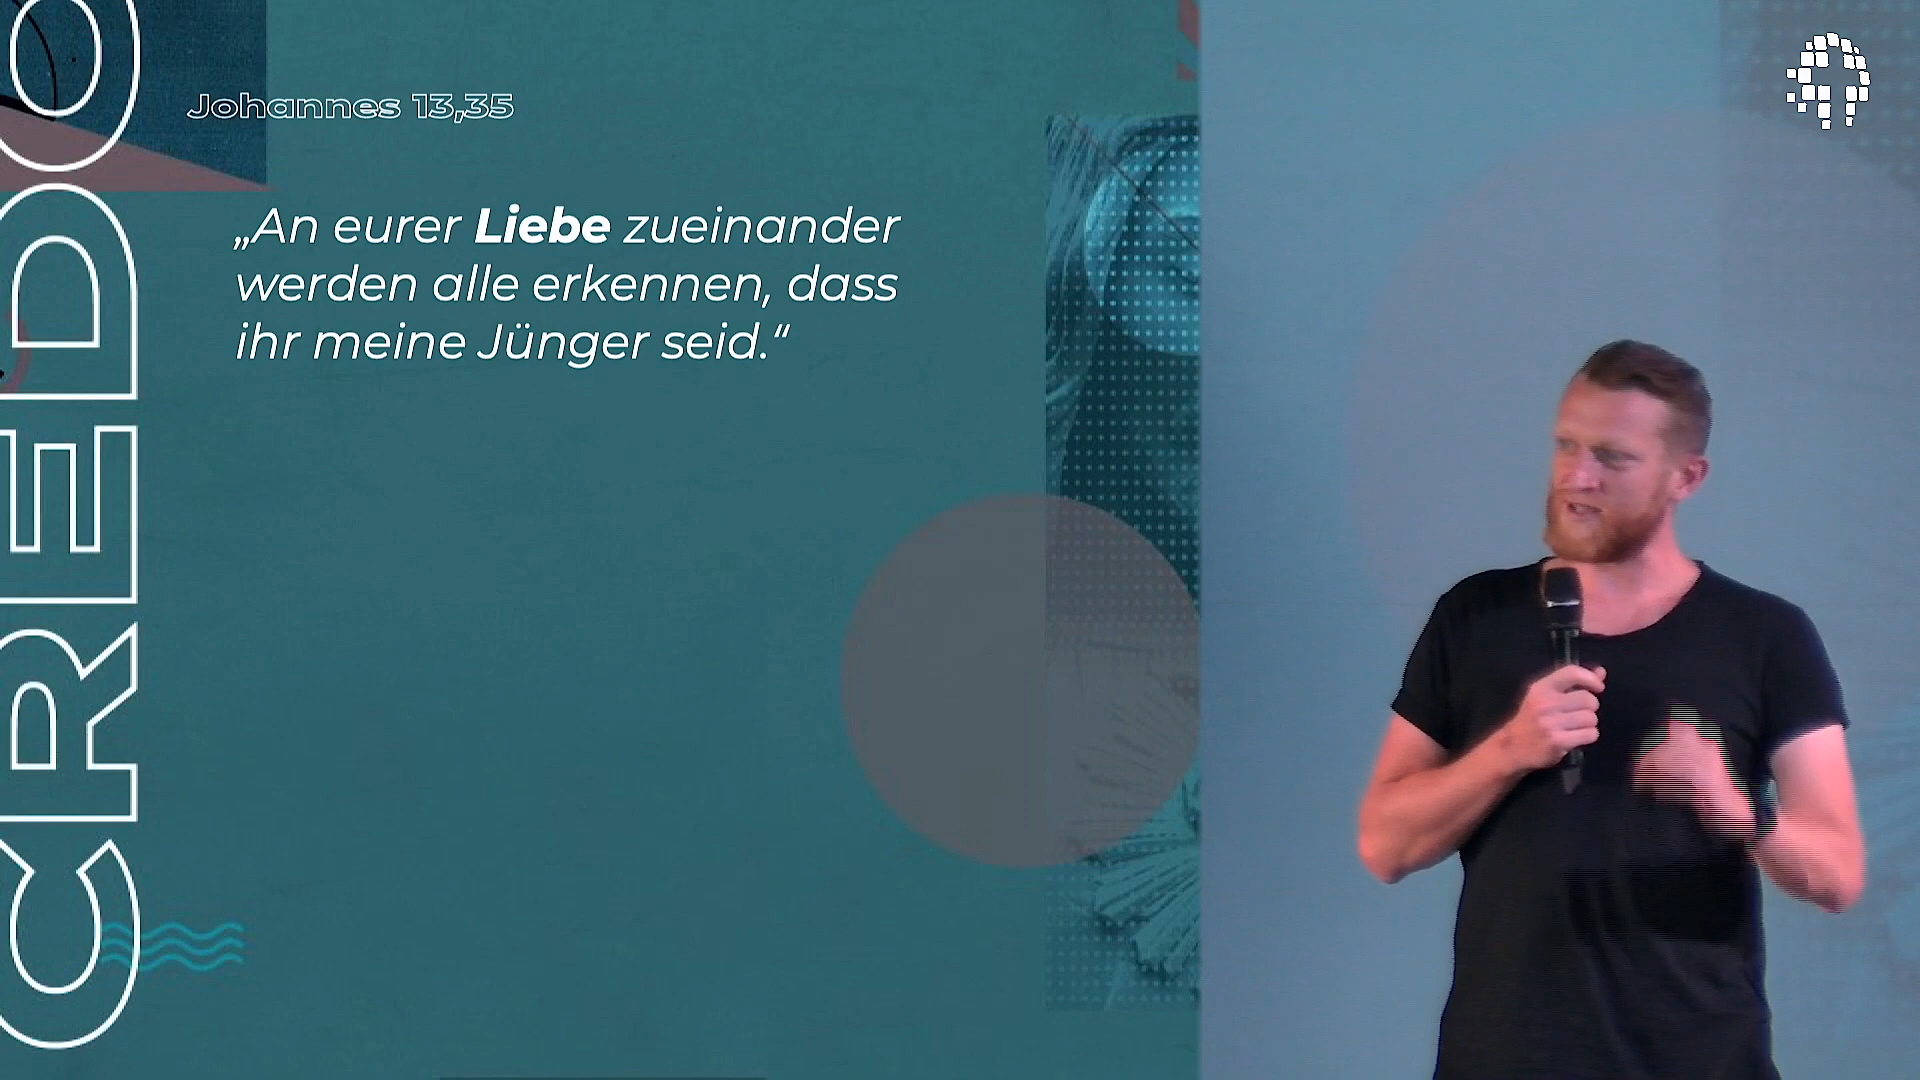 CREDO
Johannes 13,35
„An eurer Liebe zueinander
werden alle erkennen, dass
ihr meine Jünger seid.“